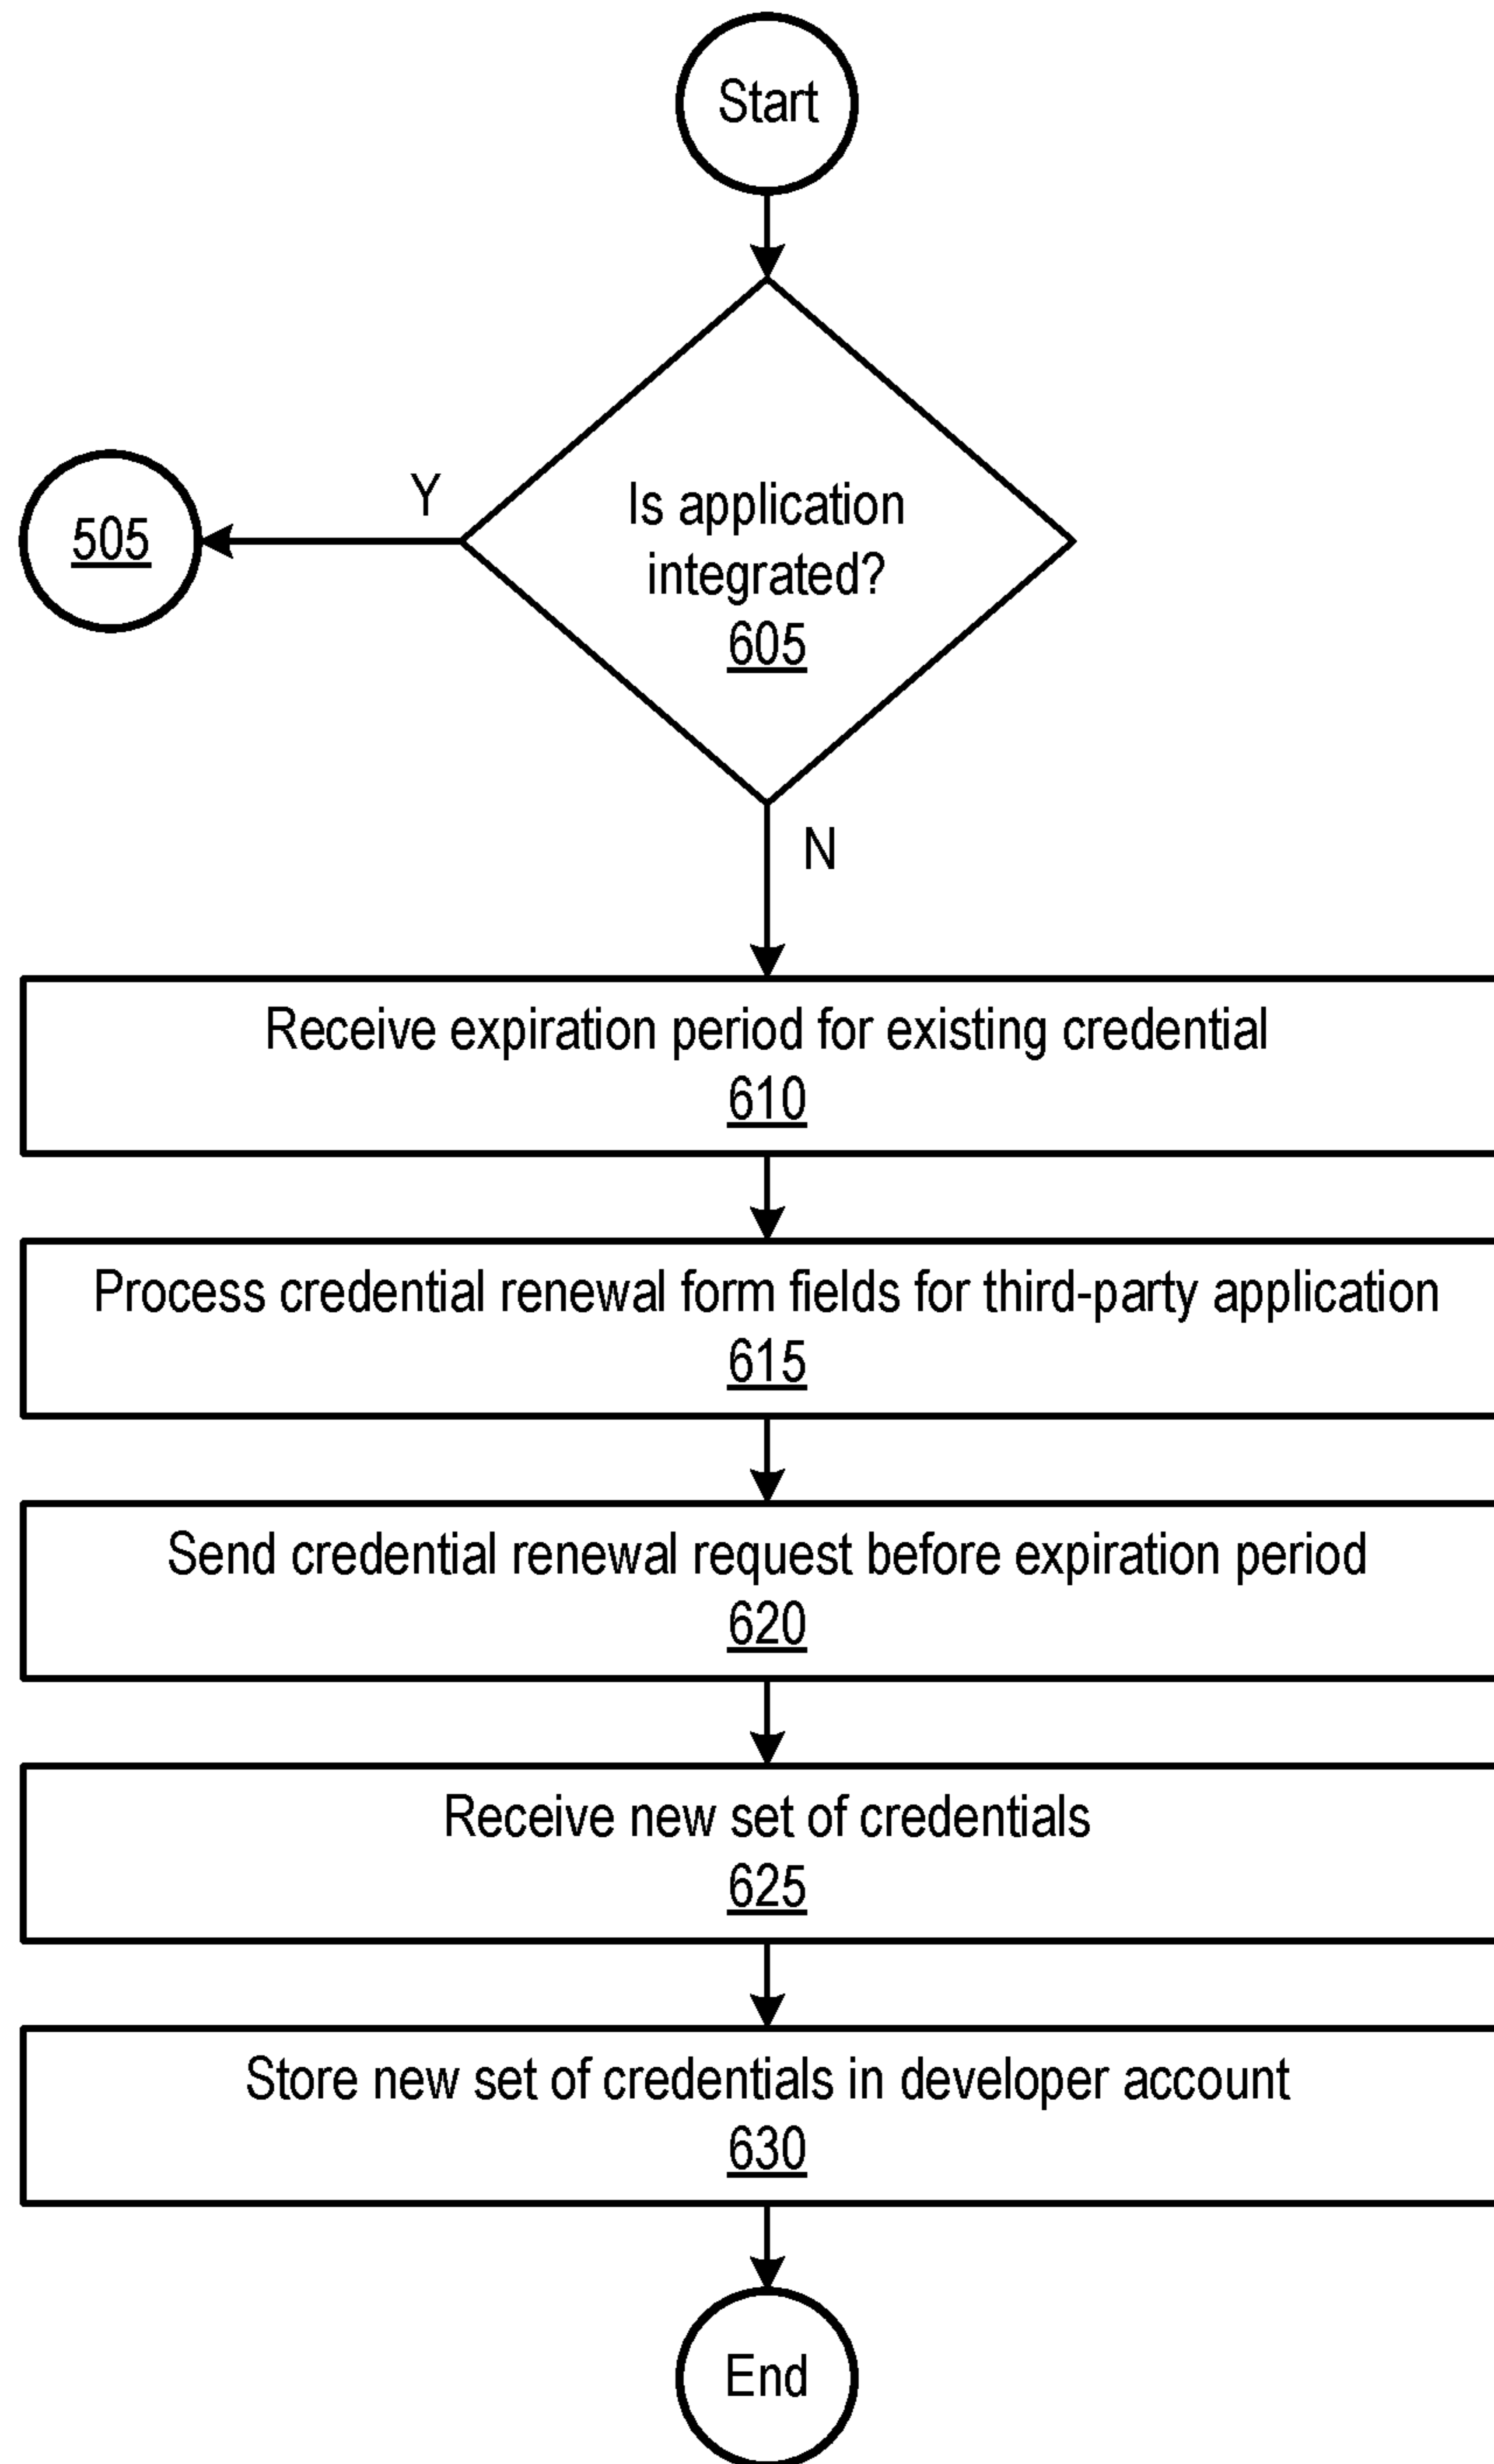 Start
Y
505
Is application
integrated?
605
N
Receive expiration period for existing credential
610
Process credential renewal form fields for third-party application
615
Send credential renewal request before expiration period
620
Receive new set of credentials
625
Store new set of credentials in developer account
630
End